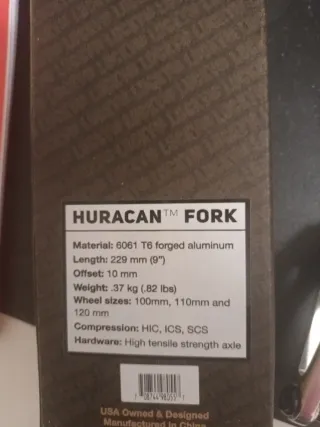 HURACAN™ FORK
Material: 6061 T6 forged aluminum
Length: 229 mm (9")
Offset: 10 mm
Weight: .37 kg (.82 lbs)
Wheel sizes: 100mm, 110mm and
120 mm
Compression: HIC, ICS, SCS
Hardware: High tensile strength axle
USA Owned & Designed
Manufactured in China